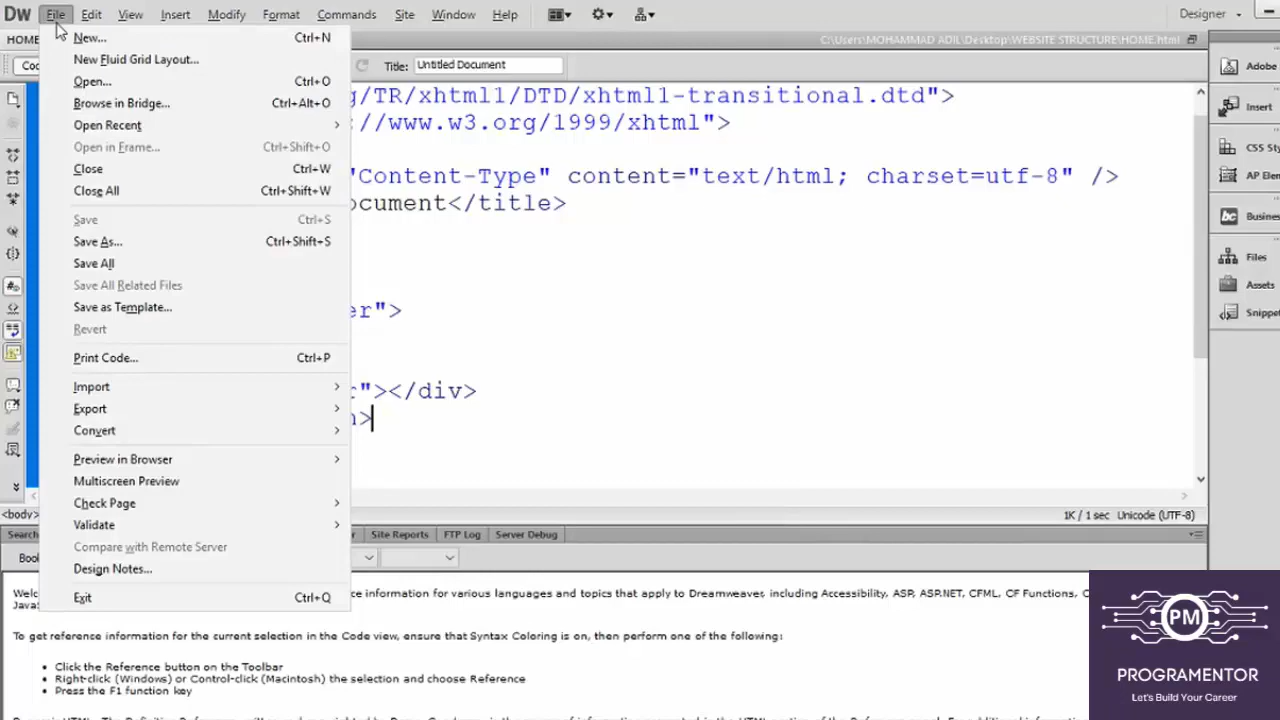 Dw File Edit View Insert Modify Format Commands Site Window Help Designer
HOME C:\Users\MOHAMMAD ADIL\Desktop\WEBSITE STRUCTURE\HOME.html
Title: Untitled Document
New... Ctrl+N
New Fluid Grid Layout...
Open... Ctrl+O
Browse in Bridge... Ctrl+Alt+O
Open Recent
Open in Frame... Ctrl+Shift+O
Close Ctrl+W
Close All Ctrl+Shift+W
Save Ctrl+S
Save As... Ctrl+Shift+S
Save All
Save All Related Files
Save as Template...
Revert
Print Code... Ctrl+P
Import
Export
Convert
Preview in Browser
Multiscreen Preview
Check Page
Validate
Compare with Remote Server
Design Notes...
Exit Ctrl+Q
g/TR/xhtml1/DTD/xhtml1-transitional.dtd">
://www.w3.org/1999/xhtml">
"Content-Type" content="text/html; charset=utf-8" />
ocument</title>
er">
r"></div>
>
Adobe
Insert
CSS Sty
AP Elen
Busines
Files
Assets
Snippet
<body> 1K / 1 sec Unicode (UTF-8)
Search Site Reports FTP Log Server Debug
Book
Welc ce information for various languages and topics that apply to Dreamweaver, including Accessibility, ASP, ASP.NET, CFML, CF Functions, C
JavaS
To get reference information for the current selection in the Code view, ensure that Syntax Coloring is on, then perform one of the following:
• Click the Reference button on the Toolbar
• Right-click (Windows) or Control-click (Macintosh) the selection and choose Reference
• Press the F1 function key
PM
PROGRAMENTOR
Let's Build Your Career